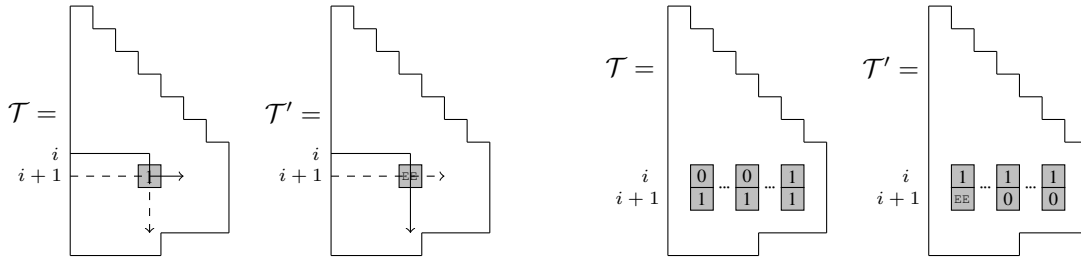 𝒯 =
i
i + 1
1
𝒯′ =
i
i + 1
EE
𝒯 =
i
i + 1
0 ... 0 ... 1
1 1 1
𝒯′ =
i
i + 1
1 ... 1 ... 1
EE 0 0